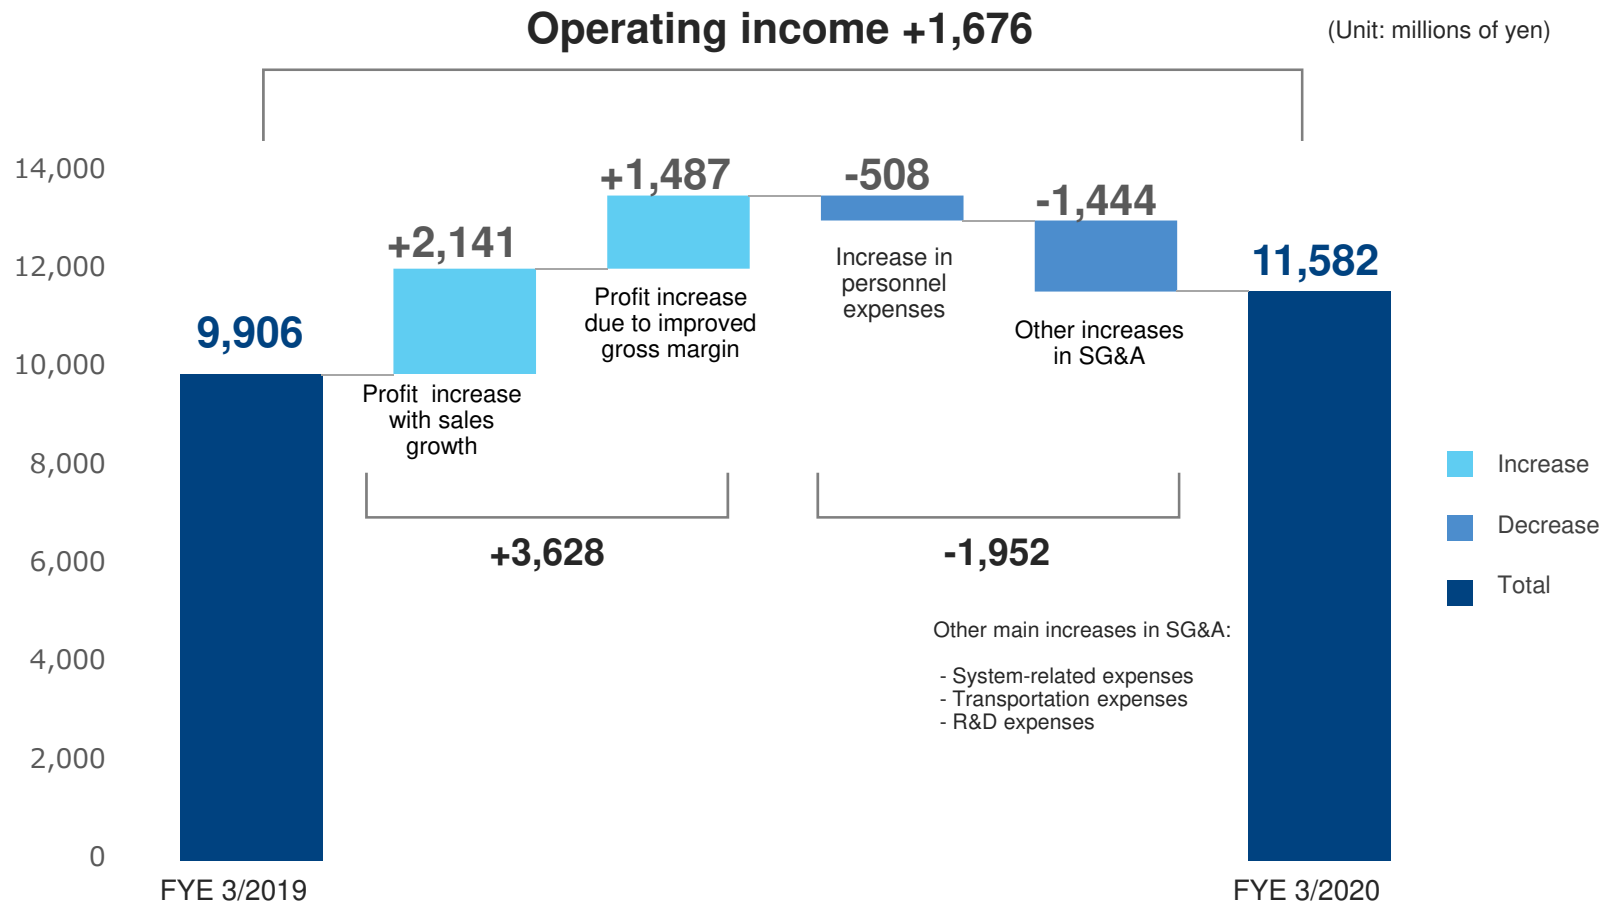 Operating income +1,676
(Unit: millions of yen)
14,000
12,000
10,000
8,000
6,000
4,000
2,000
0
9,906
+2,141
+1,487
-508
-1,444
11,582
Profit increase
with sales
growth
Profit increase
due to improved
gross margin
Increase in
personnel
expenses
Other increases
in SG&A
+3,628
-1,952
Other main increases in SG&A:
- System-related expenses
- Transportation expenses
- R&D expenses
Increase
Decrease
Total
FYE 3/2019
FYE 3/2020